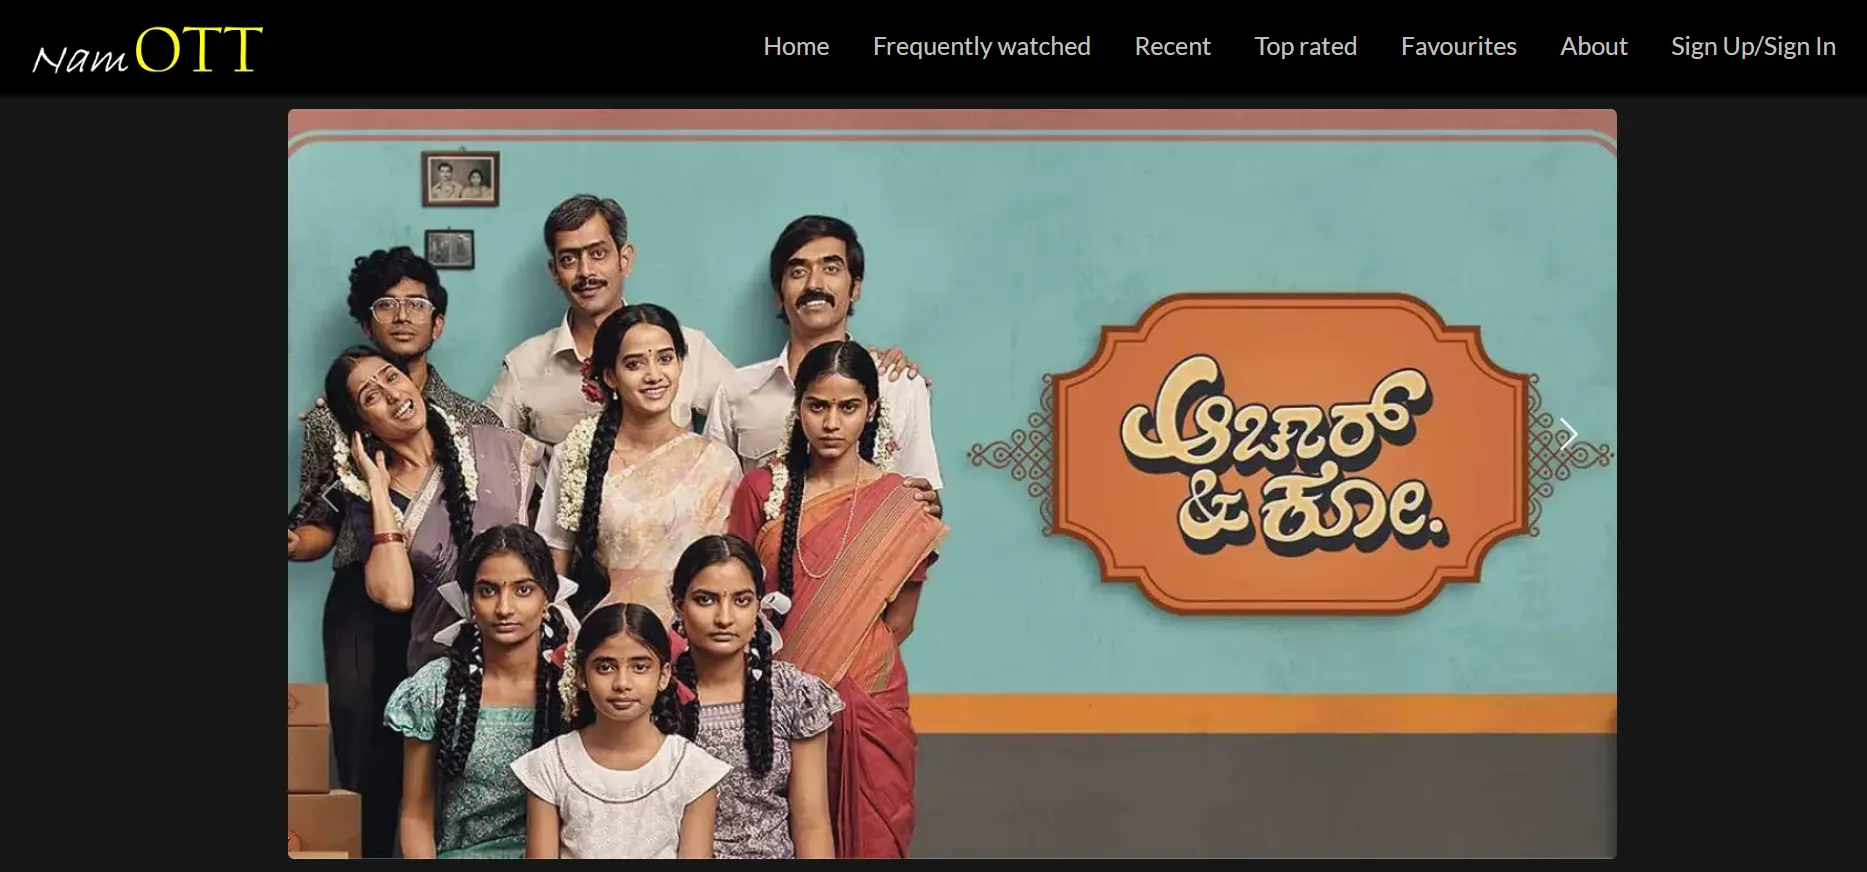 Nam OTT
Home Frequently watched Recent Top rated Favourites About Sign Up/Sign In
ಆಚಾರ್
& ಕೋ.